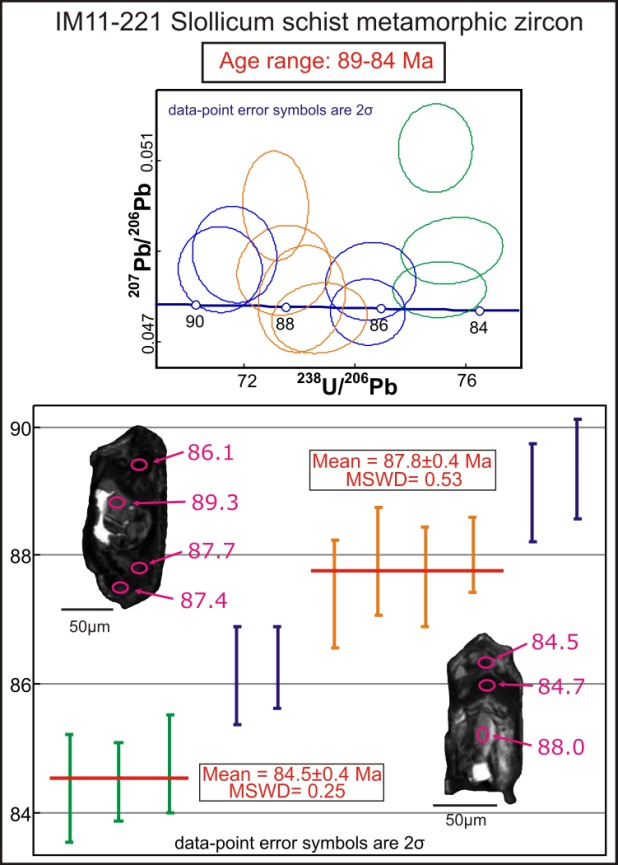 IM11-221 Slollicum schist metamorphic zircon
Age range: 89-84 Ma
data-point error symbols are 2σ
0.051
207Pb/206Pb
0.047
90
88
86
84
72
238U/206Pb
76
90
88
86
84
86.1
89.3
87.7
87.4
50µm
Mean = 87.8±0.4 Ma
MSWD= 0.53
84.5
84.7
88.0
50µm
Mean = 84.5±0.4 Ma
MSWD= 0.25
data-point error symbols are 2σ